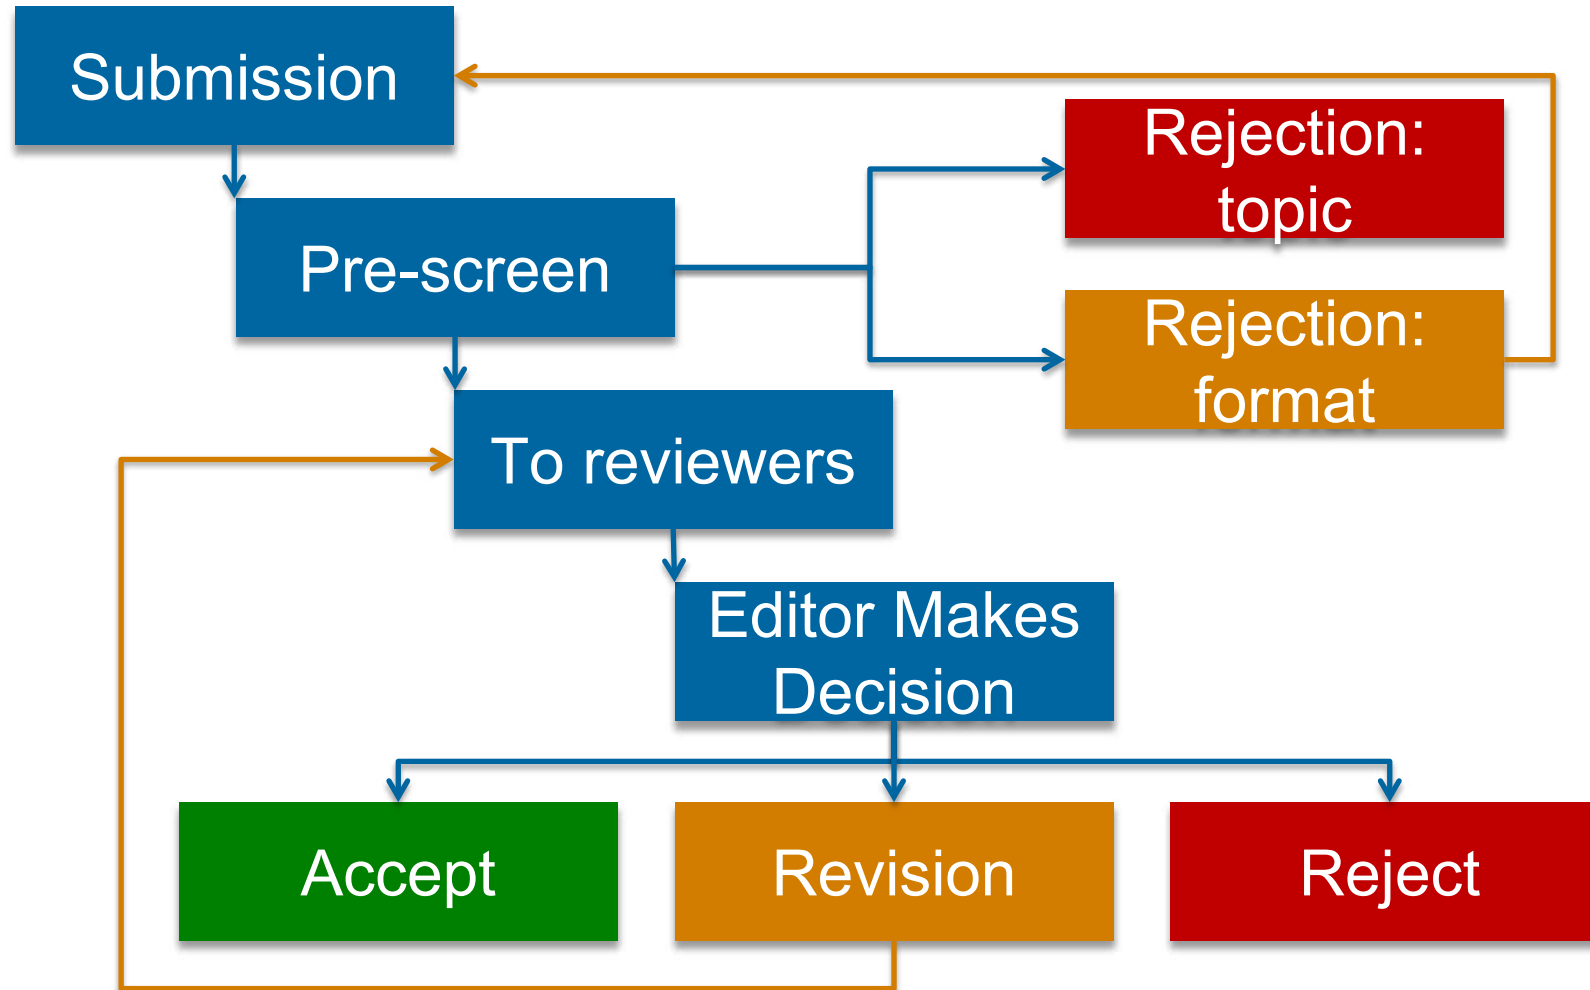 Submission
Rejection:
topic
Pre-screen
Rejection:
format
To reviewers
Editor Makes
Decision
Accept
Revision
Reject